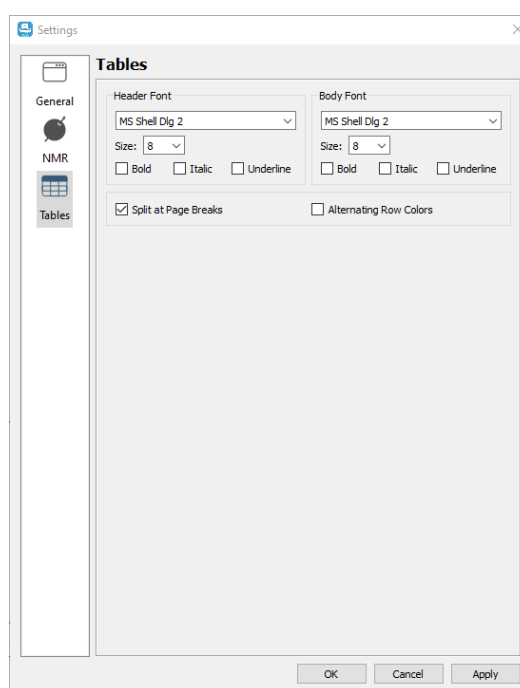 Settings
Tables
General
NMR
Tables
Header Font
MS Shell Dlg 2
Size: 8
Bold Italic Underline
Body Font
MS Shell Dlg 2
Size: 8
Bold Italic Underline
Split at Page Breaks
Alternating Row Colors
OK Cancel Apply